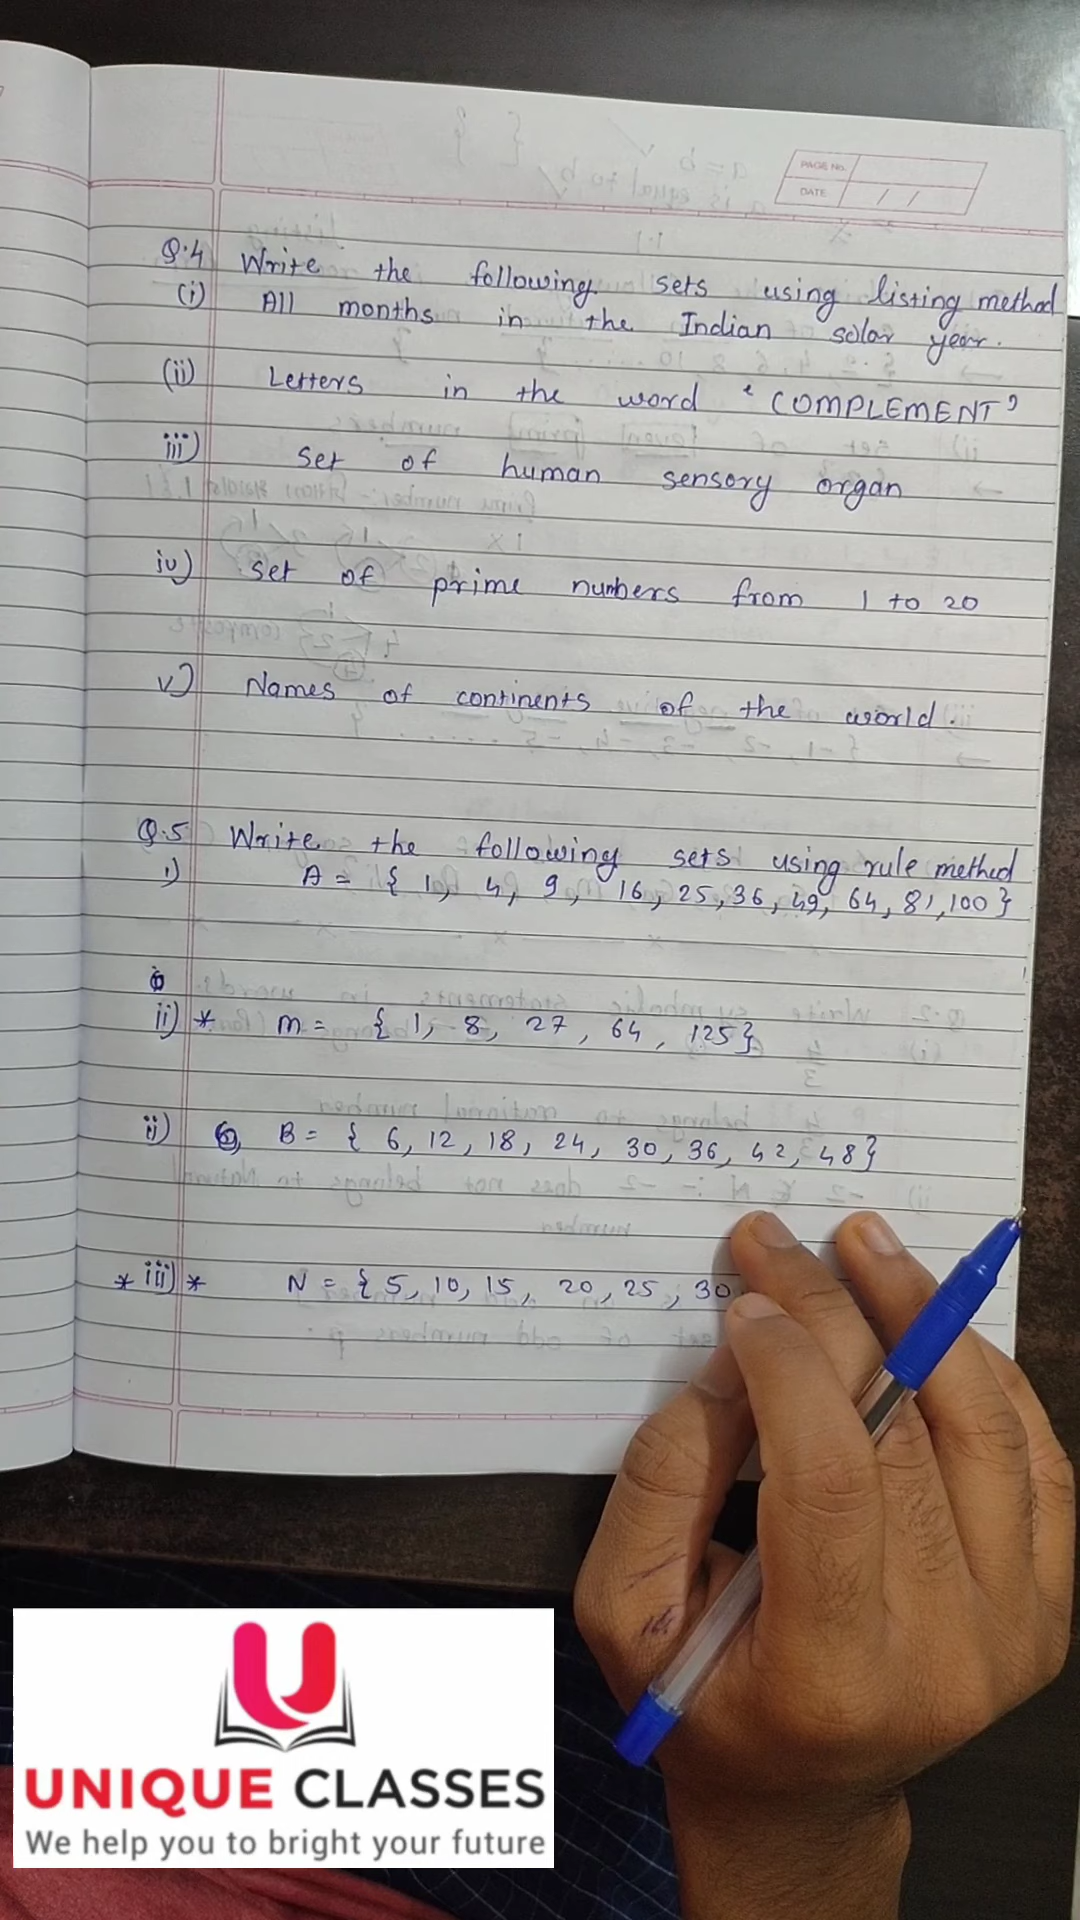 PAGE No.
DATE / /
Q.4 Write the following sets using listing method
(i) All months in the Indian solar year.
(ii) Letters in the word 'COMPLEMENT'
iii) Set of human sensory organ
iv) Set of prime numbers from 1 to 20
v) Names of continents of the world.
Q.5 Write the following sets using rule method
i) A = { 1, 4, 9, 16, 25, 36, 49, 64, 81, 100 }
ii) * M = { 1, 8, 27, 64, 125 }
ii) B = { 6, 12, 18, 24, 30, 36, 42, 48 }
* iii) * N = { 5, 10, 15, 20, 25, 30
UNIQUE CLASSES
We help you to bright your future